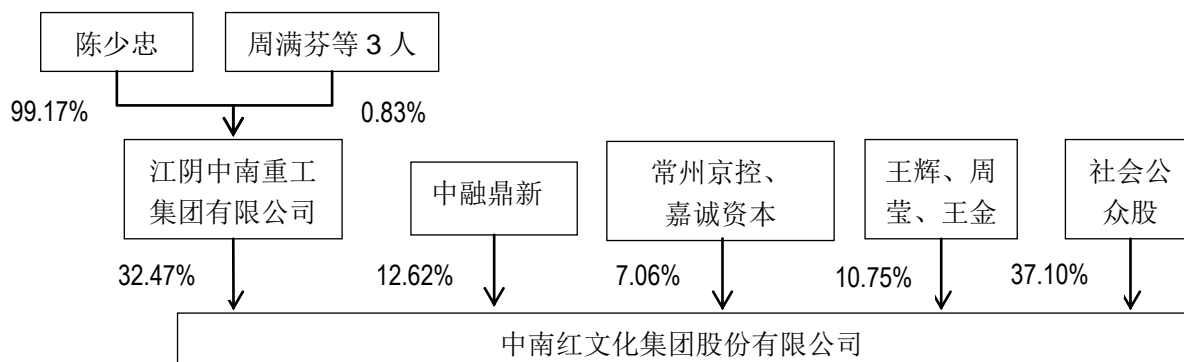 陈少忠
周满芬等 3 人
99.17%
0.83%
江阴中南重工
集团有限公司
中融鼎新
常州京控、
嘉诚资本
王辉、周
莹、王金
社会公
众股
32.47%
12.62%
7.06%
10.75%
37.10%
中南红文化集团股份有限公司